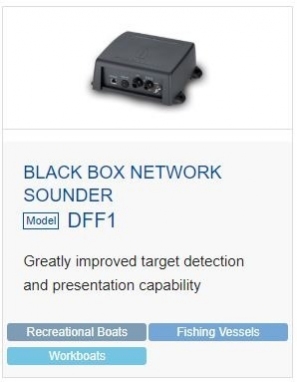 BLACK BOX NETWORK
SOUNDER
Model DFF1
Greatly improved target detection
and presentation capability
Recreational Boats Fishing Vessels
Workboats